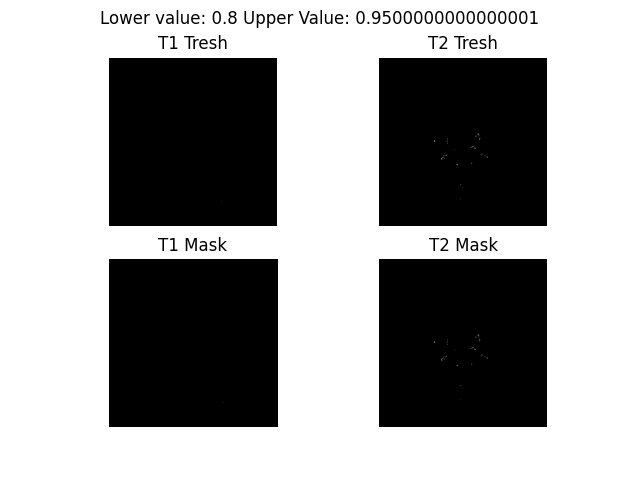 Lower value: 0.8 Upper Value: 0.9500000000000001
T1 Tresh
T2 Tresh
T1 Mask
T2 Mask